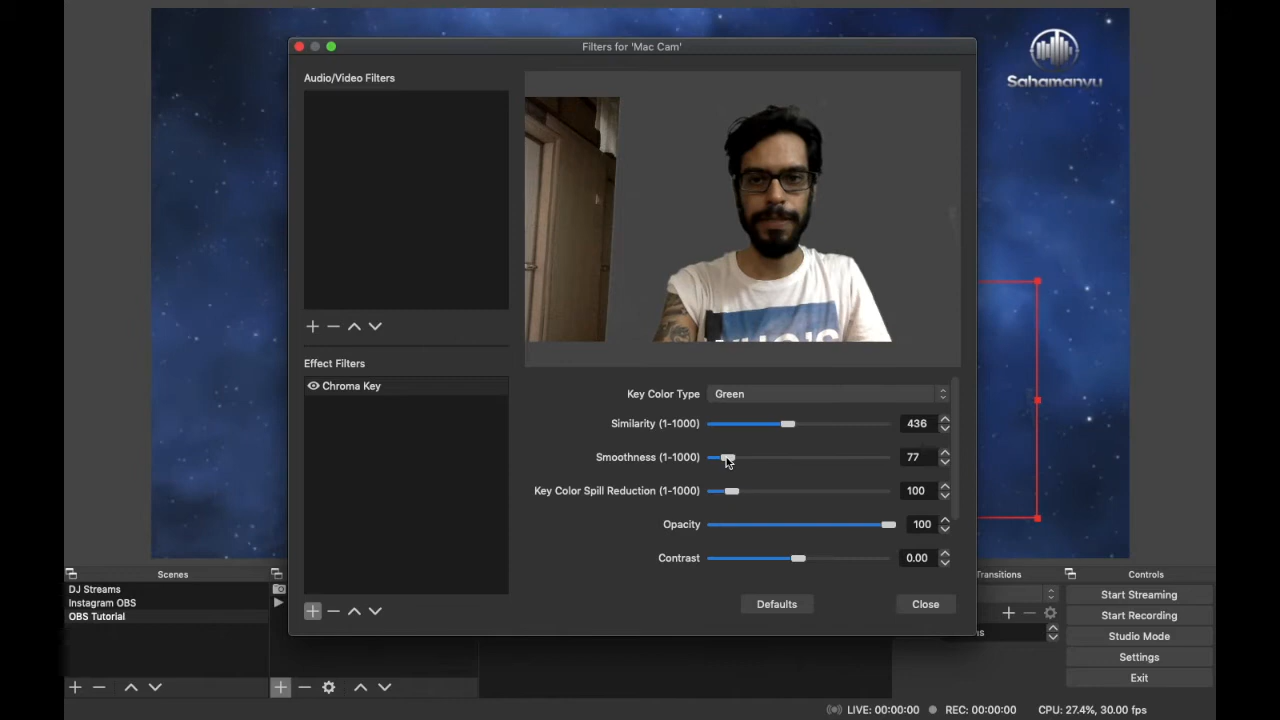 Filters for 'Mac Cam'
Audio/Video Filters
Sahamanvu
Effect Filters
Chroma Key
Key Color Type Green
Similarity (1-1000) 436
Smoothness (1-1000) 77
Key Color Spill Reduction (1-1000) 100
Opacity 100
Contrast 0.00
Defaults Close
Scenes
DJ Streams
Instagram OBS
OBS Tutorial
Transitions
Controls
Start Streaming
Start Recording
Studio Mode
Settings
Exit
LIVE: 00:00:00 REC: 00:00:00 CPU: 27.4%, 30.00 fps